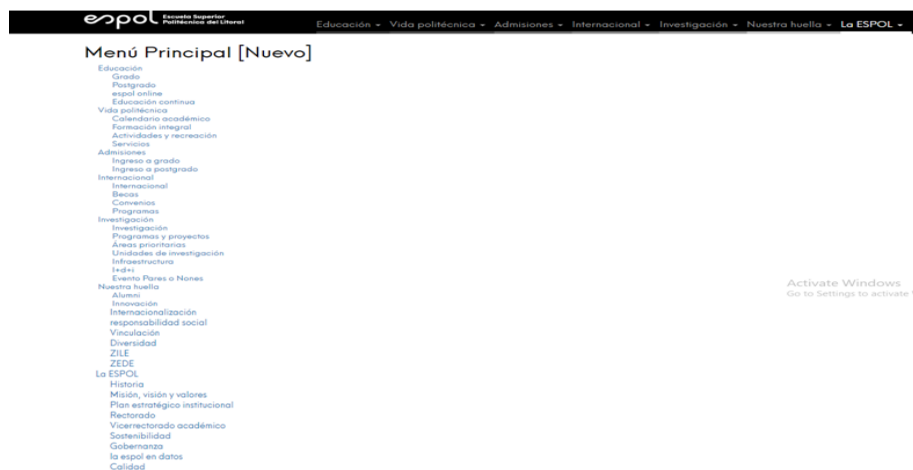 espol Escuela Superior
Politécnica del Litoral
Educación Vida politécnica Admisiones Internacional Investigación Nuestra huella La ESPOL
Menú Principal [Nuevo]
Educación
Grado
Postgrado
espol online
Educación continua
Vida politécnica
Calendario académico
Formación integral
Actividades y recreación
Servicios
Admisiones
Ingreso a grado
Ingreso a postgrado
Internacional
Internacional
Becas
Convenios
Programas
Investigación
Investigación
Programas y proyectos
Áreas prioritarias
Unidades de investigación
Infraestructura
I+d+i
Evento Pares o Nones
Nuestra huella
Alumni
Innovación
Internacionalización
responsabilidad social
Vinculación
Diversidad
ZILE
ZEDE
La ESPOL
Historia
Misión, visión y valores
Plan estratégico institucional
Rectorado
Vicerrectorado académico
Sostenibilidad
Gobernanza
la espol en datos
Calidad
Activate Windows
Go to Settings to activate